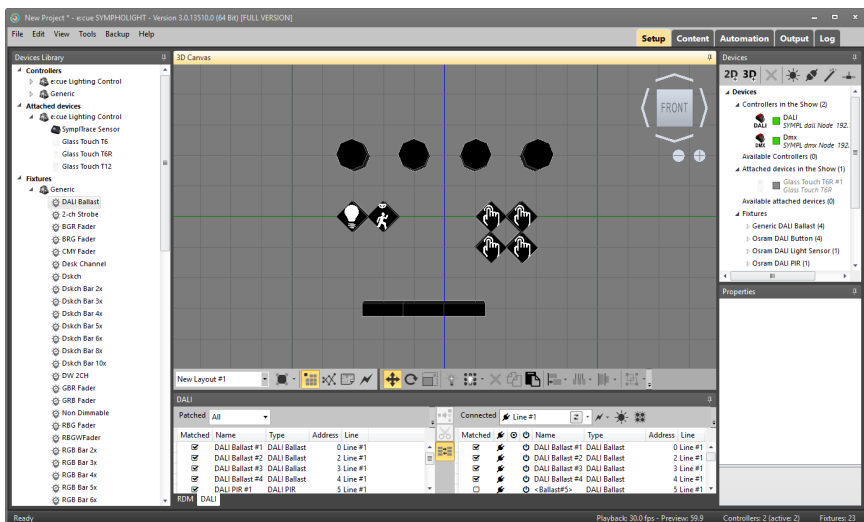 New Project * - e:cue SYMPHOLIGHT - Version 3.0.13510.0 (64 Bit) [FULL VERSION]
File Edit View Tools Backup Help
Setup Content Automation Output Log
Devices Library
Controllers
e:cue Lighting Control
Generic
Attached devices
e:cue Lighting Control
SymplTrace Sensor
Glass Touch T6
Glass Touch T6R
Glass Touch T12
Fixtures
Generic
DALI Ballast
2-ch Strobe
BGR Fader
BRG Fader
CMY Fader
Desk Channel
Dskch
Dskch Bar 2x
Dskch Bar 3x
Dskch Bar 4x
Dskch Bar 5x
Dskch Bar 6x
Dskch Bar 8x
Dskch Bar 10x
DW 2CH
GBR Fader
GRB Fader
Non Dimmable
RBG Fader
RBGWFader
RGB Bar 2x
RGB Bar 3x
RGB Bar 4x
RGB Bar 5x
RGB Bar 6x
3D Canvas
FRONT
New Layout #1
DALI
Patched All
Matched Name Type Address Line
DALI Ballast #1 DALI Ballast 0 Line #1
DALI Ballast #2 DALI Ballast 2 Line #1
DALI Ballast #3 DALI Ballast 3 Line #1
DALI Ballast #4 DALI Ballast 4 Line #1
DALI PIR #1 DALI PIR 5 Line #1
RDM DALI
Connected Line #1
Matched Name Type Address Line
DALI Ballast #1 DALI Ballast 0 Line #1
DALI Ballast #2 DALI Ballast 2 Line #1
DALI Ballast #3 DALI Ballast 3 Line #1
DALI Ballast #4 DALI Ballast 4 Line #1
<Ballast#5> DALI Ballast 5 Line #1
Devices
2D 3D
Devices
Controllers in the Show (2)
DALI DALI
SYMPL dali Node 192.
DMX Dmx
SYMPL dmx Node 192.
Available Controllers (0)
Attached devices in the Show (1)
Glass Touch T6R #1
Glass Touch T6R
Available attached devices (0)
Fixtures
Generic DALI Ballast (4)
Osram DALI Button (4)
Osram DALI Light Sensor (1)
Osram DALI PIR (1)
Properties
Ready
Playback: 30.0 fps - Preview: 59.9 Controllers: 2 (active: 2) Fixtures: 23